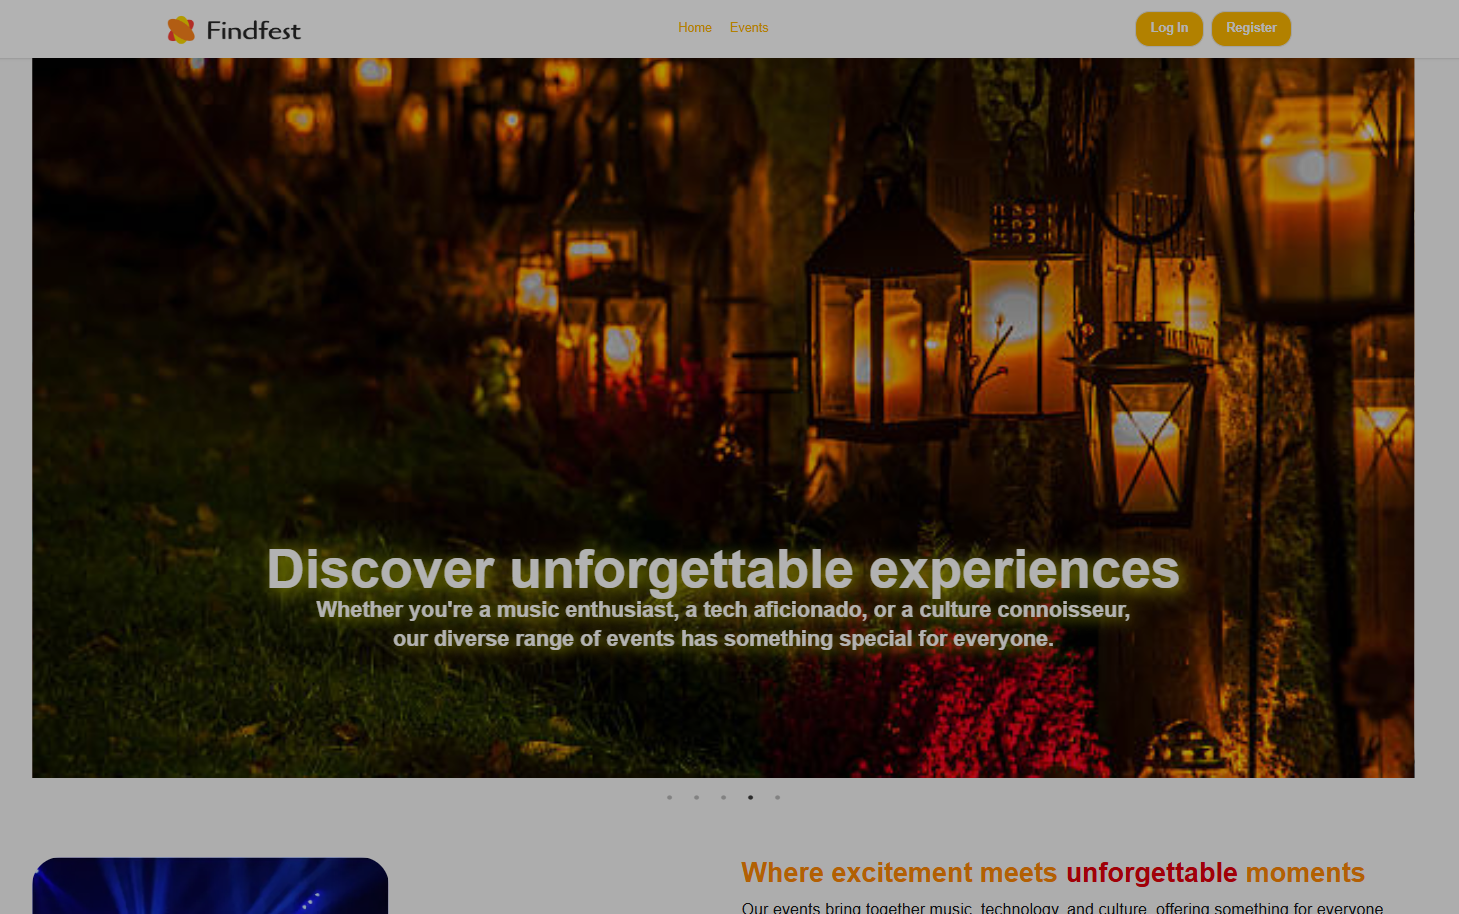 Findfest
Home
Events
Log In
Register
Discover unforgettable experiences
Whether you're a music enthusiast, a tech aficionado, or a culture connoisseur,
our diverse range of events has something special for everyone.
Where excitement meets unforgettable moments
Our events bring together music, technology, and culture, offering something for everyone